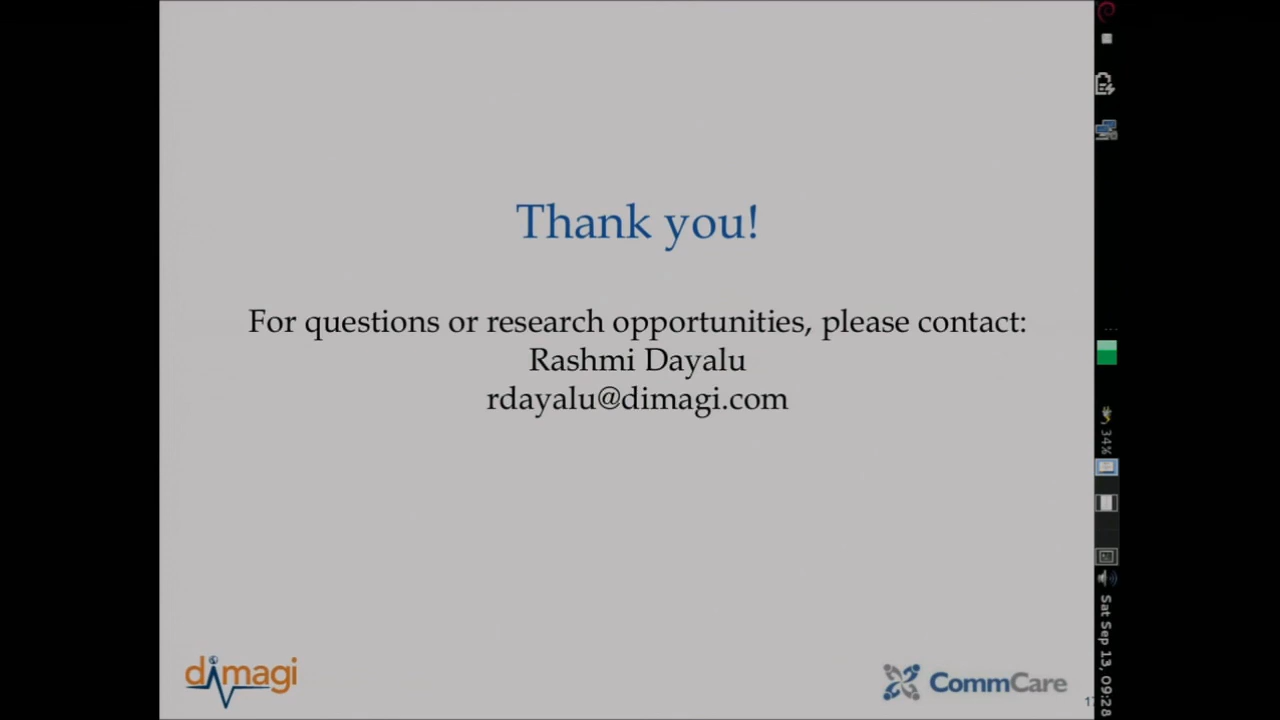 Thank you!
For questions or research opportunities, please contact:
Rashmi Dayalu
rdayalu@dimagi.com
dimagi
CommCare
34%
Sat Sep 13, 09:28